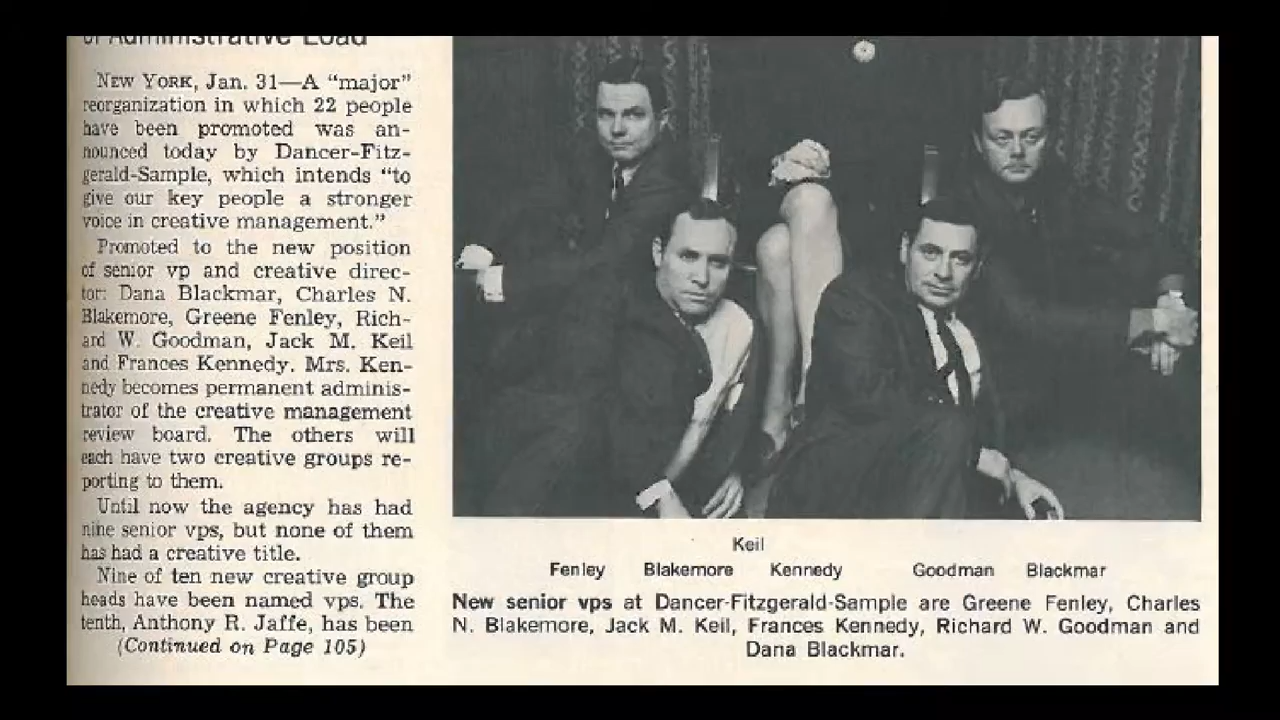 of Administrative Load
NEW YORK, Jan. 31—A “major”
reorganization in which 22 people
have been promoted was an-
nounced today by Dancer-Fitz-
gerald-Sample, which intends “to
give our key people a stronger
voice in creative management.”
Promoted to the new position
of senior vp and creative direc-
tor: Dana Blackmar, Charles N.
Blakemore, Greene Fenley, Rich-
ard W. Goodman, Jack M. Keil
and Frances Kennedy. Mrs. Ken-
nedy becomes permanent adminis-
trator of the creative management
review board. The others will
each have two creative groups re-
porting to them.
Until now the agency has had
nine senior vps, but none of them
has had a creative title.
Nine of ten new creative group
heads have been named vps. The
tenth, Anthony R. Jaffe, has been
(Continued on Page 105)
Keil
Fenley Blakemore Kennedy Goodman Blackmar
New senior vps at Dancer-Fitzgerald-Sample are Greene Fenley, Charles
N. Blakemore, Jack M. Keil, Frances Kennedy, Richard W. Goodman and
Dana Blackmar.